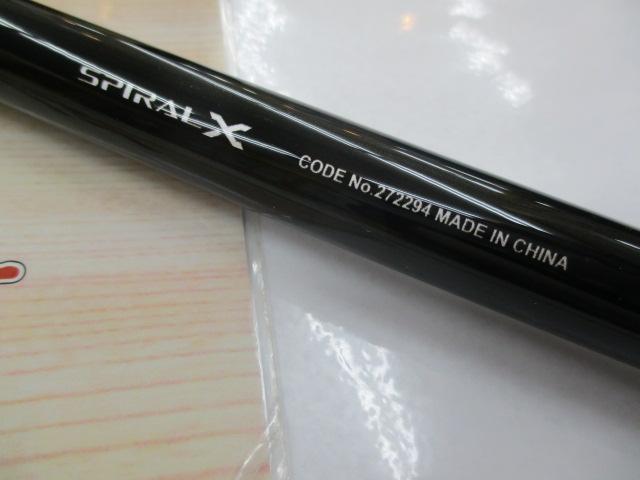 SPIRAL X
CODE No.272294 MADE IN CHINA